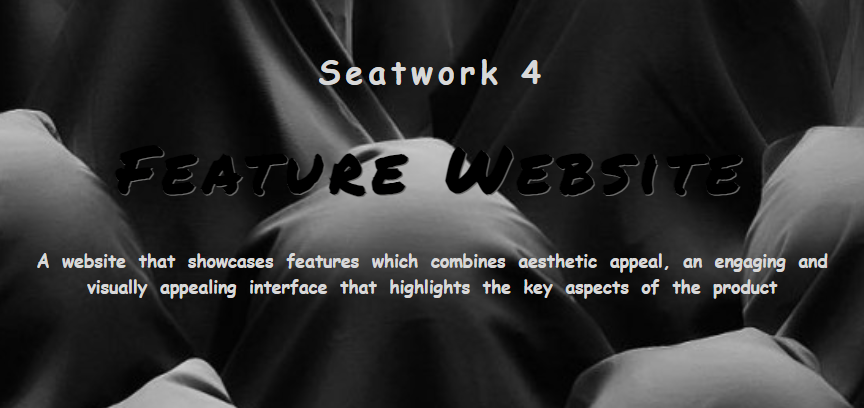 Seatwork 4
Feature Website
A website that showcases features which combines aesthetic appeal, an engaging and
visually appealing interface that highlights the key aspects of the product